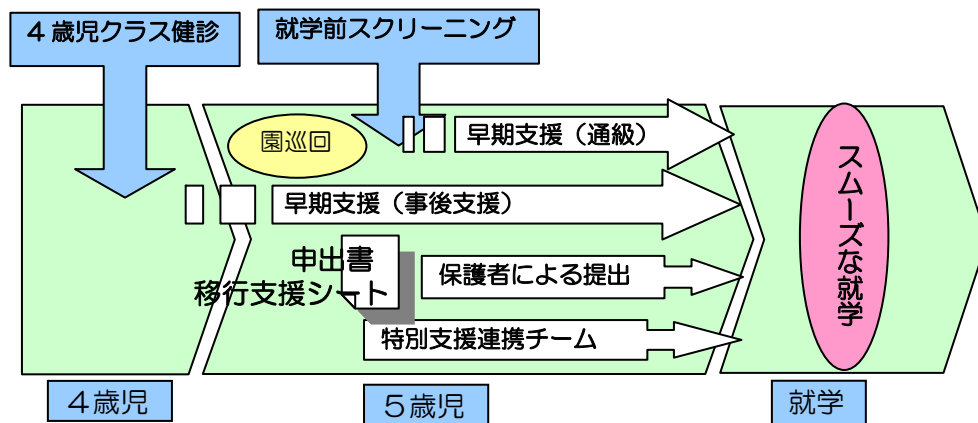 ４歳児クラス健診
就学前スクリーニング
園巡回
早期支援（通級）
早期支援（事後支援）
申出書
移行支援シート
保護者による提出
特別支援連携チーム
スムーズな就学
４歳児
５歳児
就学